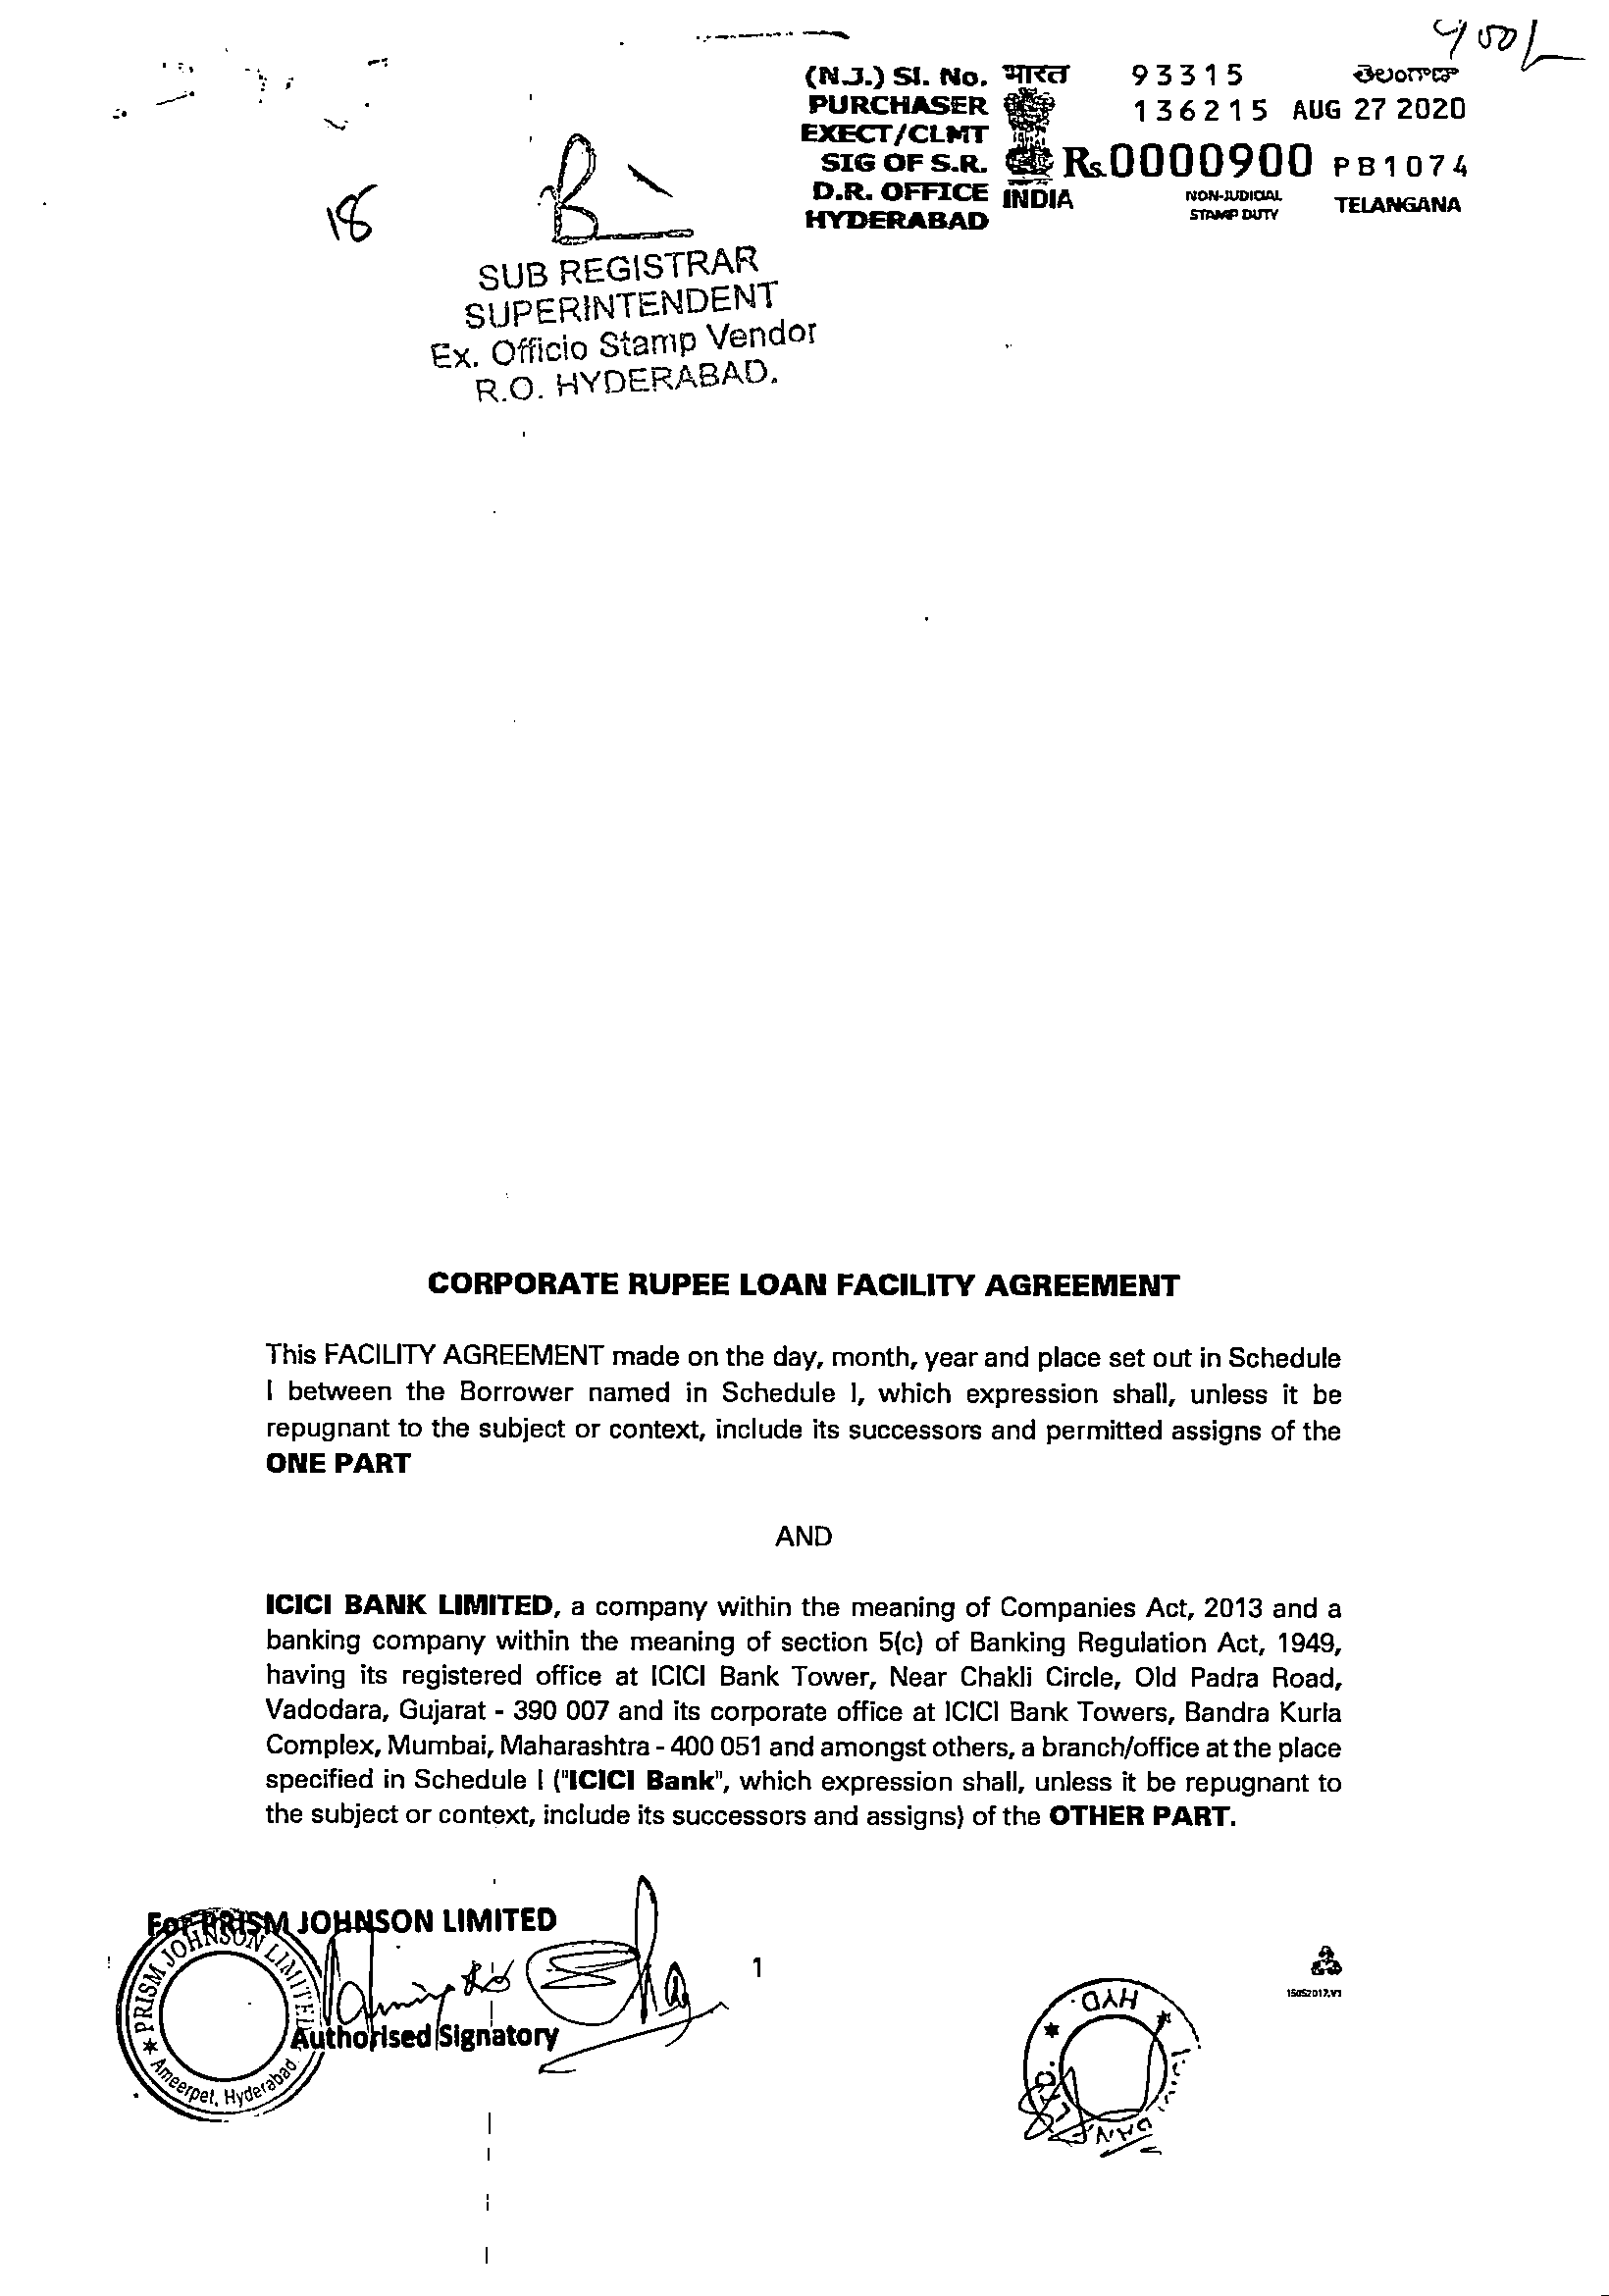 900/-
(N.J.) Sl. No. भारत 93315 తెలంగాణ
PURCHASER 136215 AUG 27 2020
EXECT/CLMT
SIG OF S.R. Rs.0000900 PB1074
D.R. OFFICE INDIA NON-JUDICIAL STAMP DUTY TELANGANA
HYDERABAD
18
SUB REGISTRAR
SUPERINTENDENT
Ex. Officio Stamp Vendor
R.O. HYDERABAD.
CORPORATE RUPEE LOAN FACILITY AGREEMENT
This FACILITY AGREEMENT made on the day, month, year and place set out in Schedule
I between the Borrower named in Schedule I, which expression shall, unless it be
repugnant to the subject or context, include its successors and permitted assigns of the
ONE PART
AND
ICICI BANK LIMITED, a company within the meaning of Companies Act, 2013 and a
banking company within the meaning of section 5(c) of Banking Regulation Act, 1949,
having its registered office at ICICI Bank Tower, Near Chakli Circle, Old Padra Road,
Vadodara, Gujarat - 390 007 and its corporate office at ICICI Bank Towers, Bandra Kurla
Complex, Mumbai, Maharashtra - 400 051 and amongst others, a branch/office at the place
specified in Schedule I ("ICICI Bank", which expression shall, unless it be repugnant to
the subject or context, include its successors and assigns) of the OTHER PART.
For PRISM JOHNSON LIMITED
PRISM JOHNSON LIMITED
Ameerpet, Hyderabad.
Authorised Signatory
1
150S2017.V1
HYD.